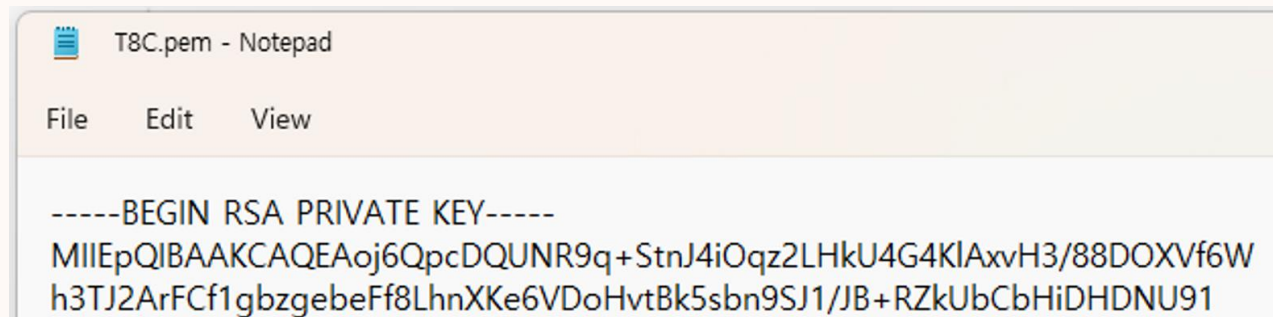 T8C.pem - Notepad
File Edit View
-----BEGIN RSA PRIVATE KEY-----
MIIEpQIBAAKCAQEAoj6QpcDQUNR9q+StnJ4iOqz2LHkU4G4KlAxvH3/88DOXVf6W
h3TJ2ArFCf1gbzgebeFf8LhnXKe6VDoHvtBk5sbn9SJ1/JB+RZkUbCbHiDHDNU91